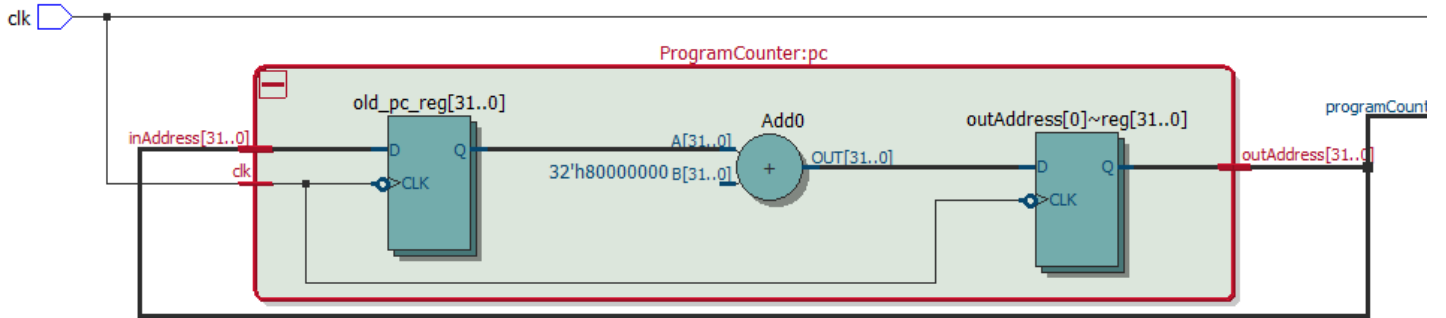 clk
ProgramCounter:pc
old_pc_reg[31..0]
Add0
outAddress[0]~reg[31..0]
programCount
inAddress[31..0]
D
Q
A[31..0]
OUT[31..0]
D
Q
outAddress[31..0]
clk
CLK
32'h80000000
B[31..0]
+
CLK